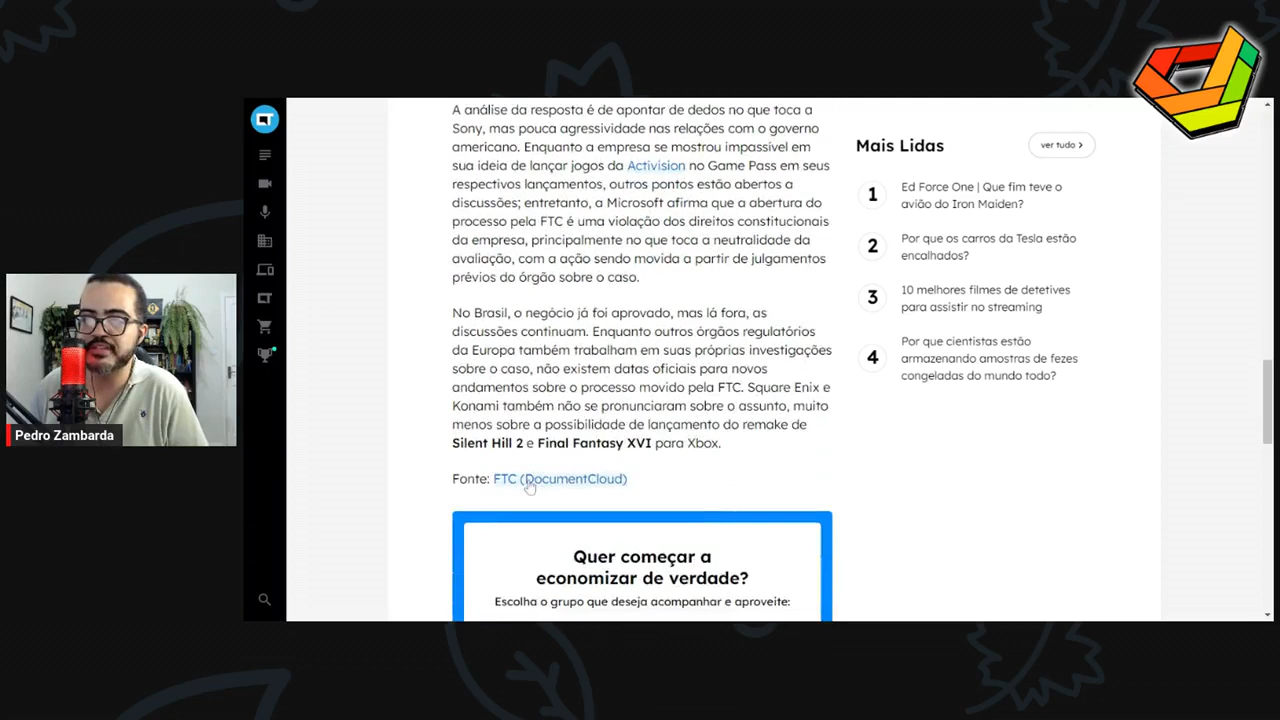 A análise da resposta é de apontar de dedos no que toca a
Sony, mas pouca agressividade nas relações com o governo
americano. Enquanto a empresa se mostrou impassível em
sua ideia de lançar jogos da Activision no Game Pass em seus
respectivos lançamentos, outros pontos estão abertos a
discussões; entretanto, a Microsoft afirma que a abertura do
processo pela FTC é uma violação dos direitos constitucionais
da empresa, principalmente no que toca a neutralidade da
avaliação, com a ação sendo movida a partir de julgamentos
prévios do órgão sobre o caso.
No Brasil, o negócio já foi aprovado, mas lá fora, as
discussões continuam. Enquanto outros órgãos regulatórios
da Europa também trabalham em suas próprias investigações
sobre o caso, não existem datas oficiais para novos
andamentos sobre o processo movido pela FTC. Square Enix e
Konami também não se pronunciaram sobre o assunto, muito
menos sobre a possibilidade de lançamento do remake de
Silent Hill 2 e Final Fantasy XVI para Xbox.
Fonte: FTC (DocumentCloud)
Quer começar a
economizar de verdade?
Escolha o grupo que deseja acompanhar e aproveite:
Mais Lidas
ver tudo >
1
Ed Force One | Que fim teve o
avião do Iron Maiden?
2
Por que os carros da Tesla estão
encalhados?
3
10 melhores filmes de detetives
para assistir no streaming
4
Por que cientistas estão
armazenando amostras de fezes
congeladas do mundo todo?
Pedro Zambarda